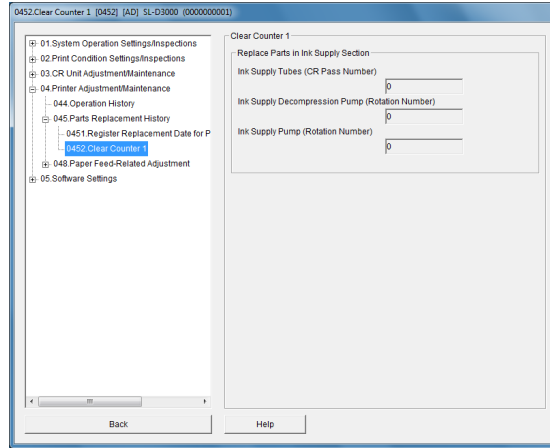 0452.Clear Counter 1 [0452] [AD] SL-D3000 (0000000001)
01.System Operation Settings/Inspections
02.Print Condition Settings/Inspections
03.CR Unit Adjustment/Maintenance
04.Printer Adjustment/Maintenance
044.Operation History
045.Parts Replacement History
0451.Register Replacement Date for P
0452.Clear Counter 1
048.Paper Feed-Related Adjustment
05.Software Settings
Clear Counter 1
Replace Parts in Ink Supply Section
Ink Supply Tubes (CR Pass Number)
0
Ink Supply Decompression Pump (Rotation Number)
0
Ink Supply Pump (Rotation Number)
0
Back
Help